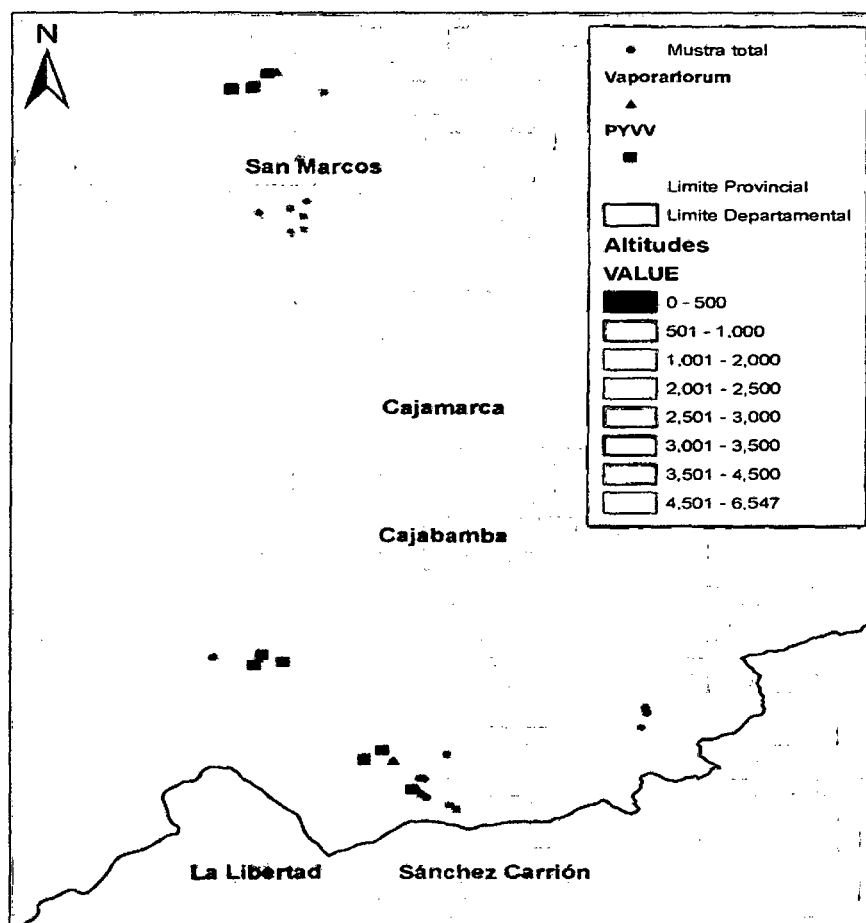 N
San Marcos
Cajamarca
Cajabamba
La Libertad
Sánchez Carrión
Mustra total
Vaporariorum
PYVV
Limite Provincial
Limite Departamental
Altitudes
VALUE
0 - 500
501 - 1,000
1,001 - 2,000
2,001 - 2,500
2,501 - 3,000
3,001 - 3,500
3,501 - 4,500
4,501 - 6,547